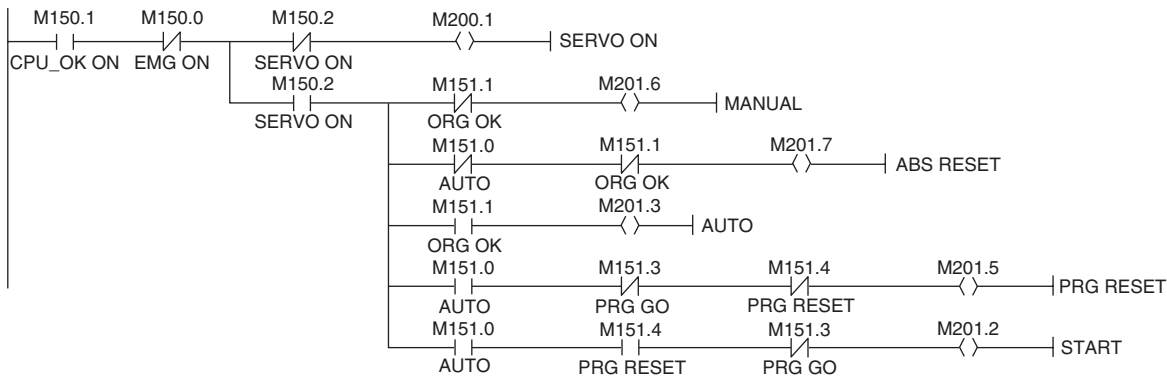 M150.1 M150.0 M150.2 M200.1
SERVO ON
CPU_OK ON EMG ON SERVO ON
M150.2 M151.1 M201.6
MANUAL
SERVO ON ORG OK
M151.0 M151.1 M201.7
ABS RESET
AUTO ORG OK
M151.1 M201.3
AUTO
ORG OK
M151.0 M151.3 M151.4 M201.5
PRG RESET
AUTO PRG GO PRG RESET
M151.0 M151.4 M151.3 M201.2
START
AUTO PRG RESET PRG GO